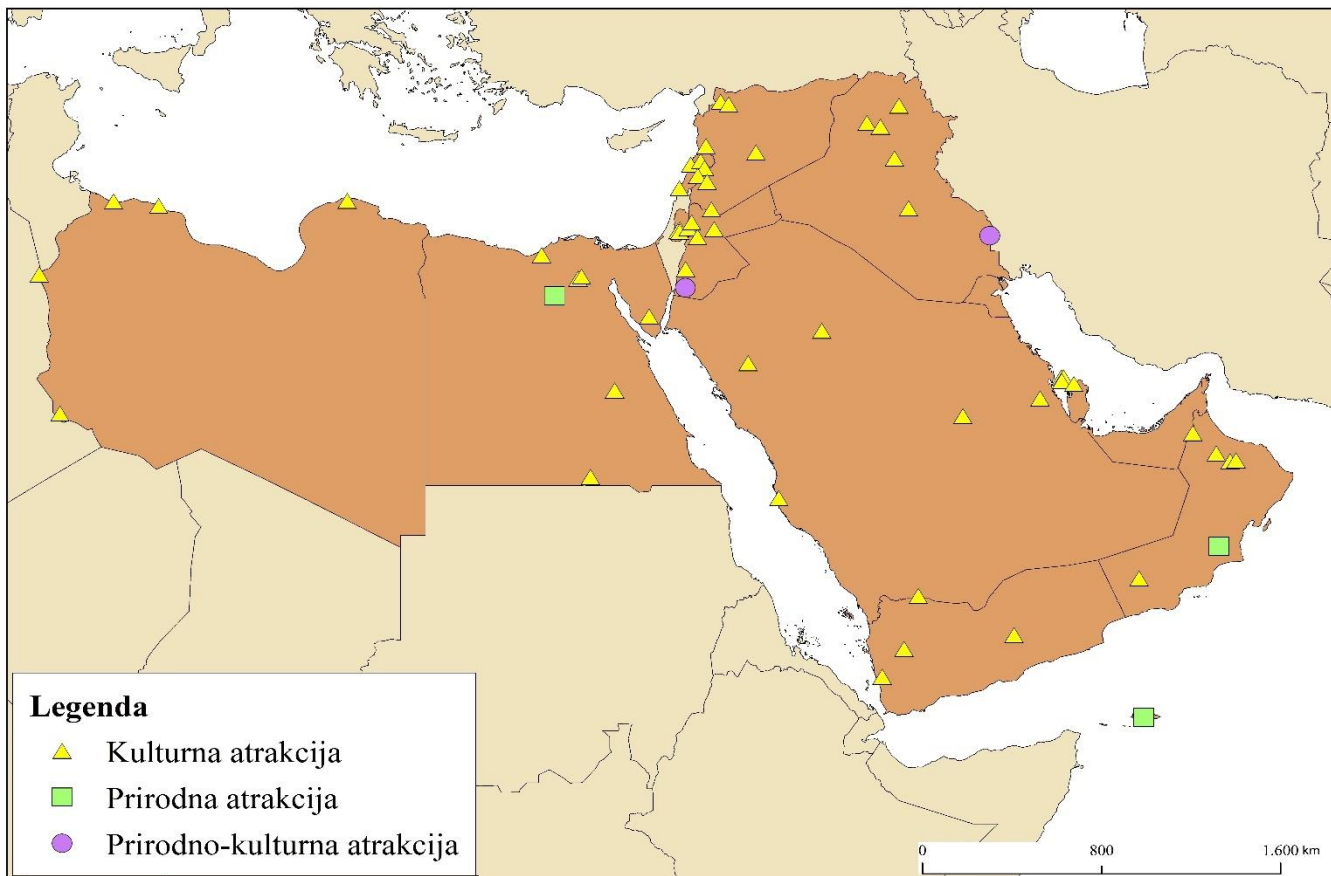 Legenda
Kulturna atrakcija
Prirodna atrakcija
Prirodno-kulturna atrakcija
0 800 1.600 km